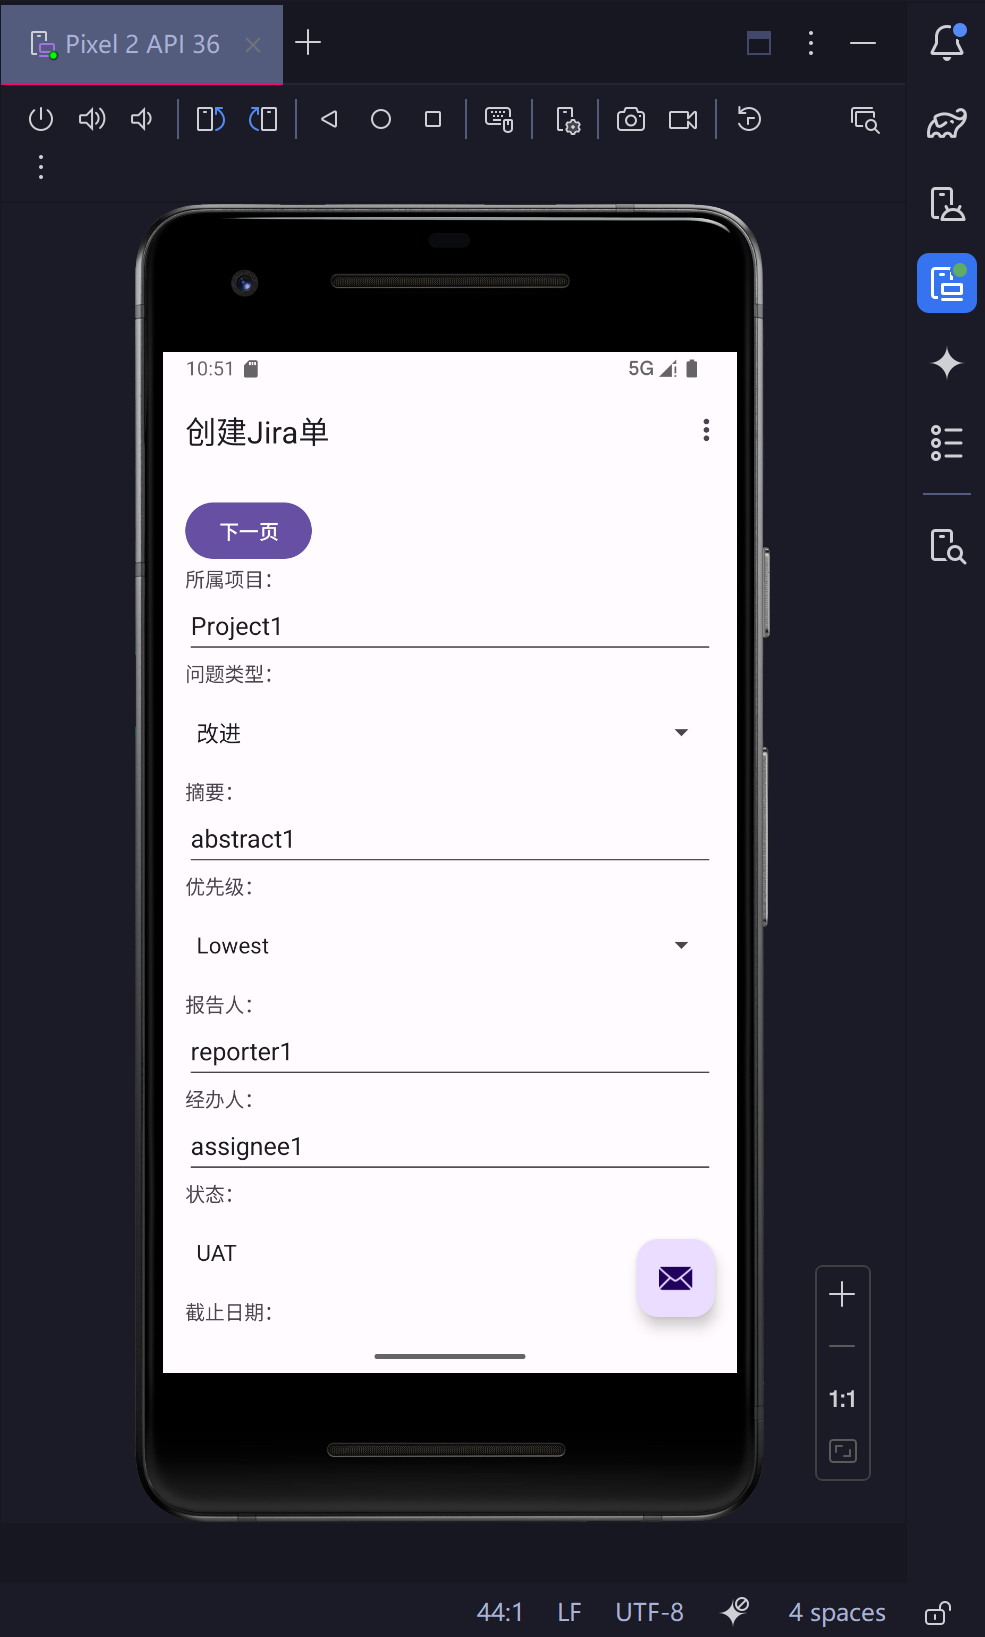 Pixel 2 API 36
10:51
5G
创建Jira单
下一页
所属项目：
Project1
问题类型：
改进
摘要：
abstract1
优先级：
Lowest
报告人：
reporter1
经办人：
assignee1
状态：
UAT
截止日期：
1:1
44:1 LF UTF-8 4 spaces